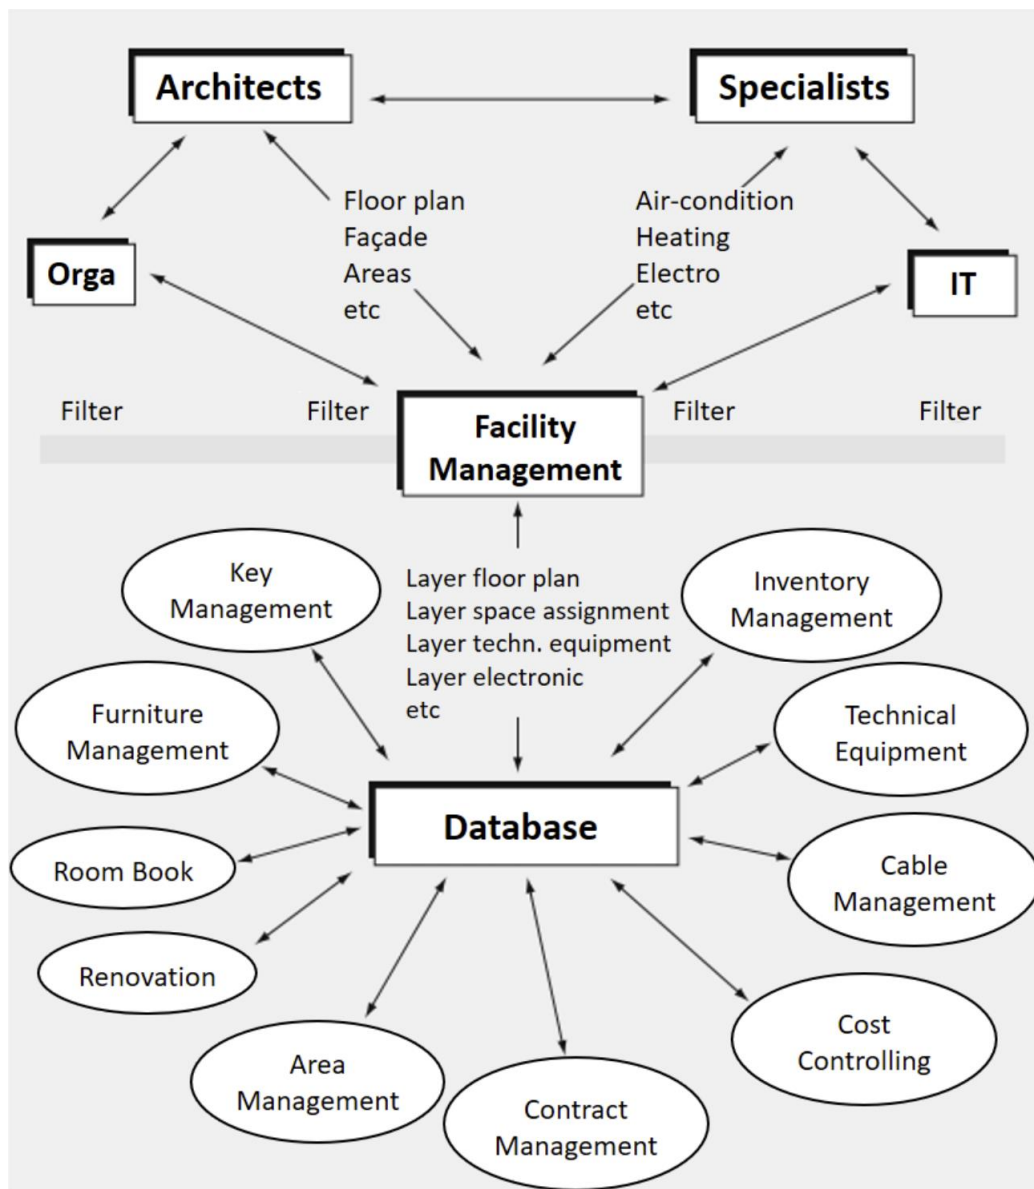 Architects
Specialists
Floor plan
Façade
Areas
etc
Air-condition
Heating
Electro
etc
Orga
IT
Filter
Filter
Filter
Filter
Facility
Management
Key
Management
Layer floor plan
Layer space assignment
Layer techn. equipment
Layer electronic
etc
Inventory
Management
Furniture
Management
Technical
Equipment
Database
Room Book
Cable
Management
Renovation
Cost
Controlling
Area
Management
Contract
Management